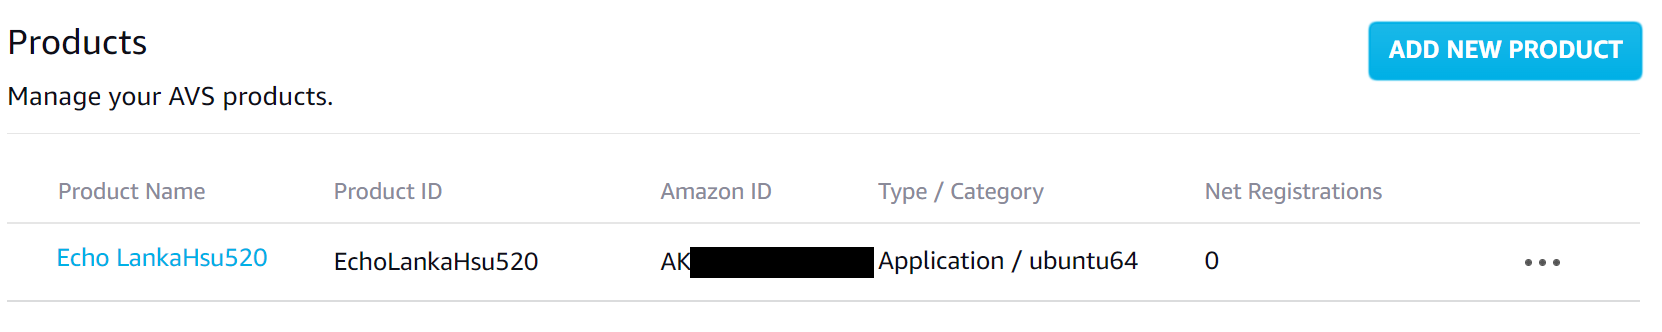 Products
ADD NEW PRODUCT
Manage your AVS products.
Product Name Product ID Amazon ID Type / Category Net Registrations
Echo LankaHsu520 EchoLankaHsu520 AK Application / ubuntu64 0